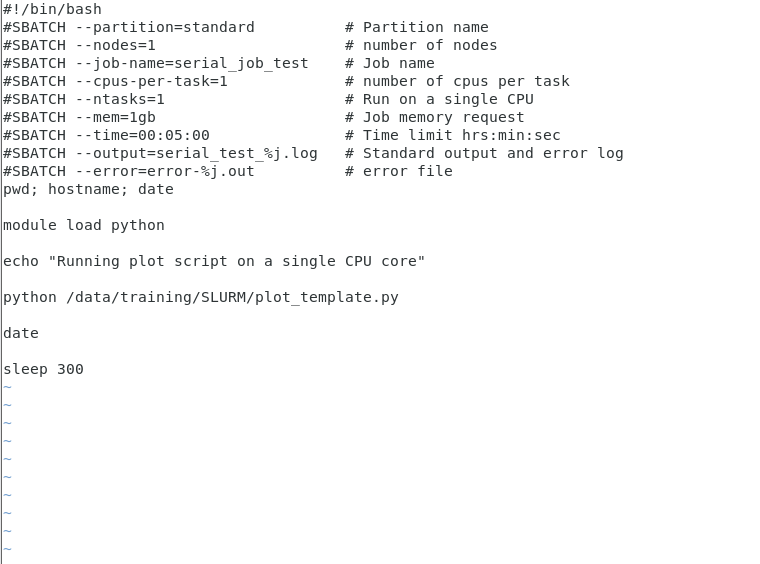 #!/bin/bash
#SBATCH --partition=standard          # Partition name
#SBATCH --nodes=1                     # number of nodes
#SBATCH --job-name=serial_job_test    # Job name
#SBATCH --cpus-per-task=1             # number of cpus per task
#SBATCH --ntasks=1                    # Run on a single CPU
#SBATCH --mem=1gb                     # Job memory request
#SBATCH --time=00:05:00               # Time limit hrs:min:sec
#SBATCH --output=serial_test_%j.log   # Standard output and error log
#SBATCH --error=error-%j.out          # error file
pwd; hostname; date

module load python

echo "Running plot script on a single CPU core"

python /data/training/SLURM/plot_template.py

date

sleep 300
~
~
~
~
~
~
~
~
~
~